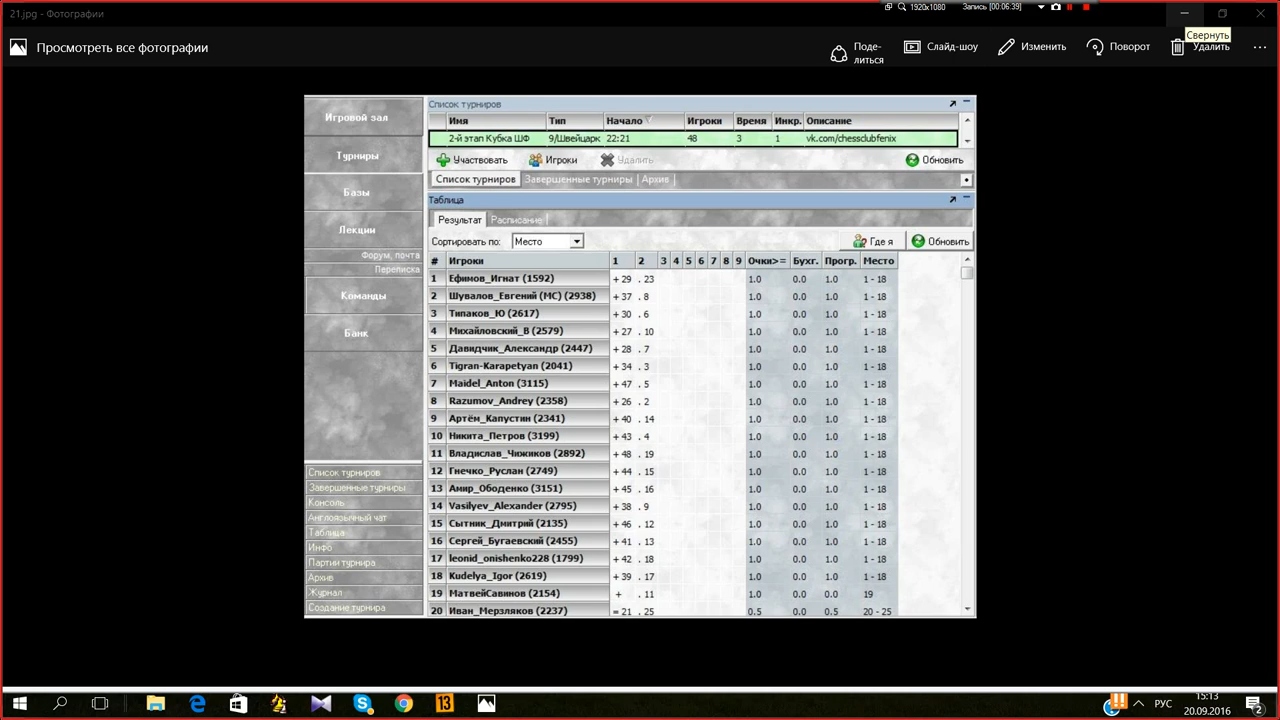 21.jpg - Фотографии
1920x1080 Запись [00:06:39]
Свернуть
Просмотреть все фотографии
Поде-
литься
Слайд-шоу Изменить Поворот Удалить
Игровой зал
Турниры
Базы
Лекции
Форум, почта
Переписка
Команды
Банк
Список турниров
Завершенные турниры
Консоль
Англоязычный чат
Таблица
Инфо
Партии турнира
Архив
Журнал
Создание турнира
Список турниров
Имя Тип Начало Игроки Время Инкр. Описание
2-й этап Кубка ШФ 9/Швейцарк 22:21 48 3 1 vk.com/chessclubfenix
Участвовать Игроки Удалить Обновить
Список турниров Завершенные турниры Архив
Таблица
Результат Расписание
Сортировать по: Место Где я Обновить
# Игроки 1 2 3 4 5 6 7 8 9 Очки>= Бухг. Прогр. Место
1 Ефимов_Игнат (1592) + 29 . 23 1.0 0.0 1.0 1 - 18
2 Шувалов_Евгений (МС) (2938) + 37 . 8 1.0 0.0 1.0 1 - 18
3 Типаков_Ю (2617) + 30 . 6 1.0 0.0 1.0 1 - 18
4 Михайловский_В (2579) + 27 . 10 1.0 0.0 1.0 1 - 18
5 Давидчик_Александр (2447) + 28 . 7 1.0 0.0 1.0 1 - 18
6 Tigran-Karapetyan (2041) + 34 . 3 1.0 0.0 1.0 1 - 18
7 Maidel_Anton (3115) + 47 . 5 1.0 0.0 1.0 1 - 18
8 Razumov_Andrey (2358) + 26 . 2 1.0 0.0 1.0 1 - 18
9 Артём_Капустин (2341) + 40 . 14 1.0 0.0 1.0 1 - 18
10 Никита_Петров (3199) + 43 . 4 1.0 0.0 1.0 1 - 18
11 Владислав_Чижиков (2892) + 48 . 19 1.0 0.0 1.0 1 - 18
12 Гнечко_Руслан (2749) + 44 . 15 1.0 0.0 1.0 1 - 18
13 Амир_Ободенко (3151) + 45 . 16 1.0 0.0 1.0 1 - 18
14 Vasilyev_Alexander (2795) + 38 . 9 1.0 0.0 1.0 1 - 18
15 Сытник_Дмитрий (2135) + 46 . 12 1.0 0.0 1.0 1 - 18
16 Сергей_Бугаевский (2455) + 41 . 13 1.0 0.0 1.0 1 - 18
17 leonid_onishenko228 (1799) + 42 . 18 1.0 0.0 1.0 1 - 18
18 Kudelya_Igor (2619) + 39 . 17 1.0 0.0 1.0 1 - 18
19 МатвейСавинов (2154) + . 11 1.0 0.0 0.0 19
20 Иван_Мерзляков (2237) = 21 . 25 0.5 0.0 0.5 20 - 25
13
РУС
15:13
20.09.2016
2